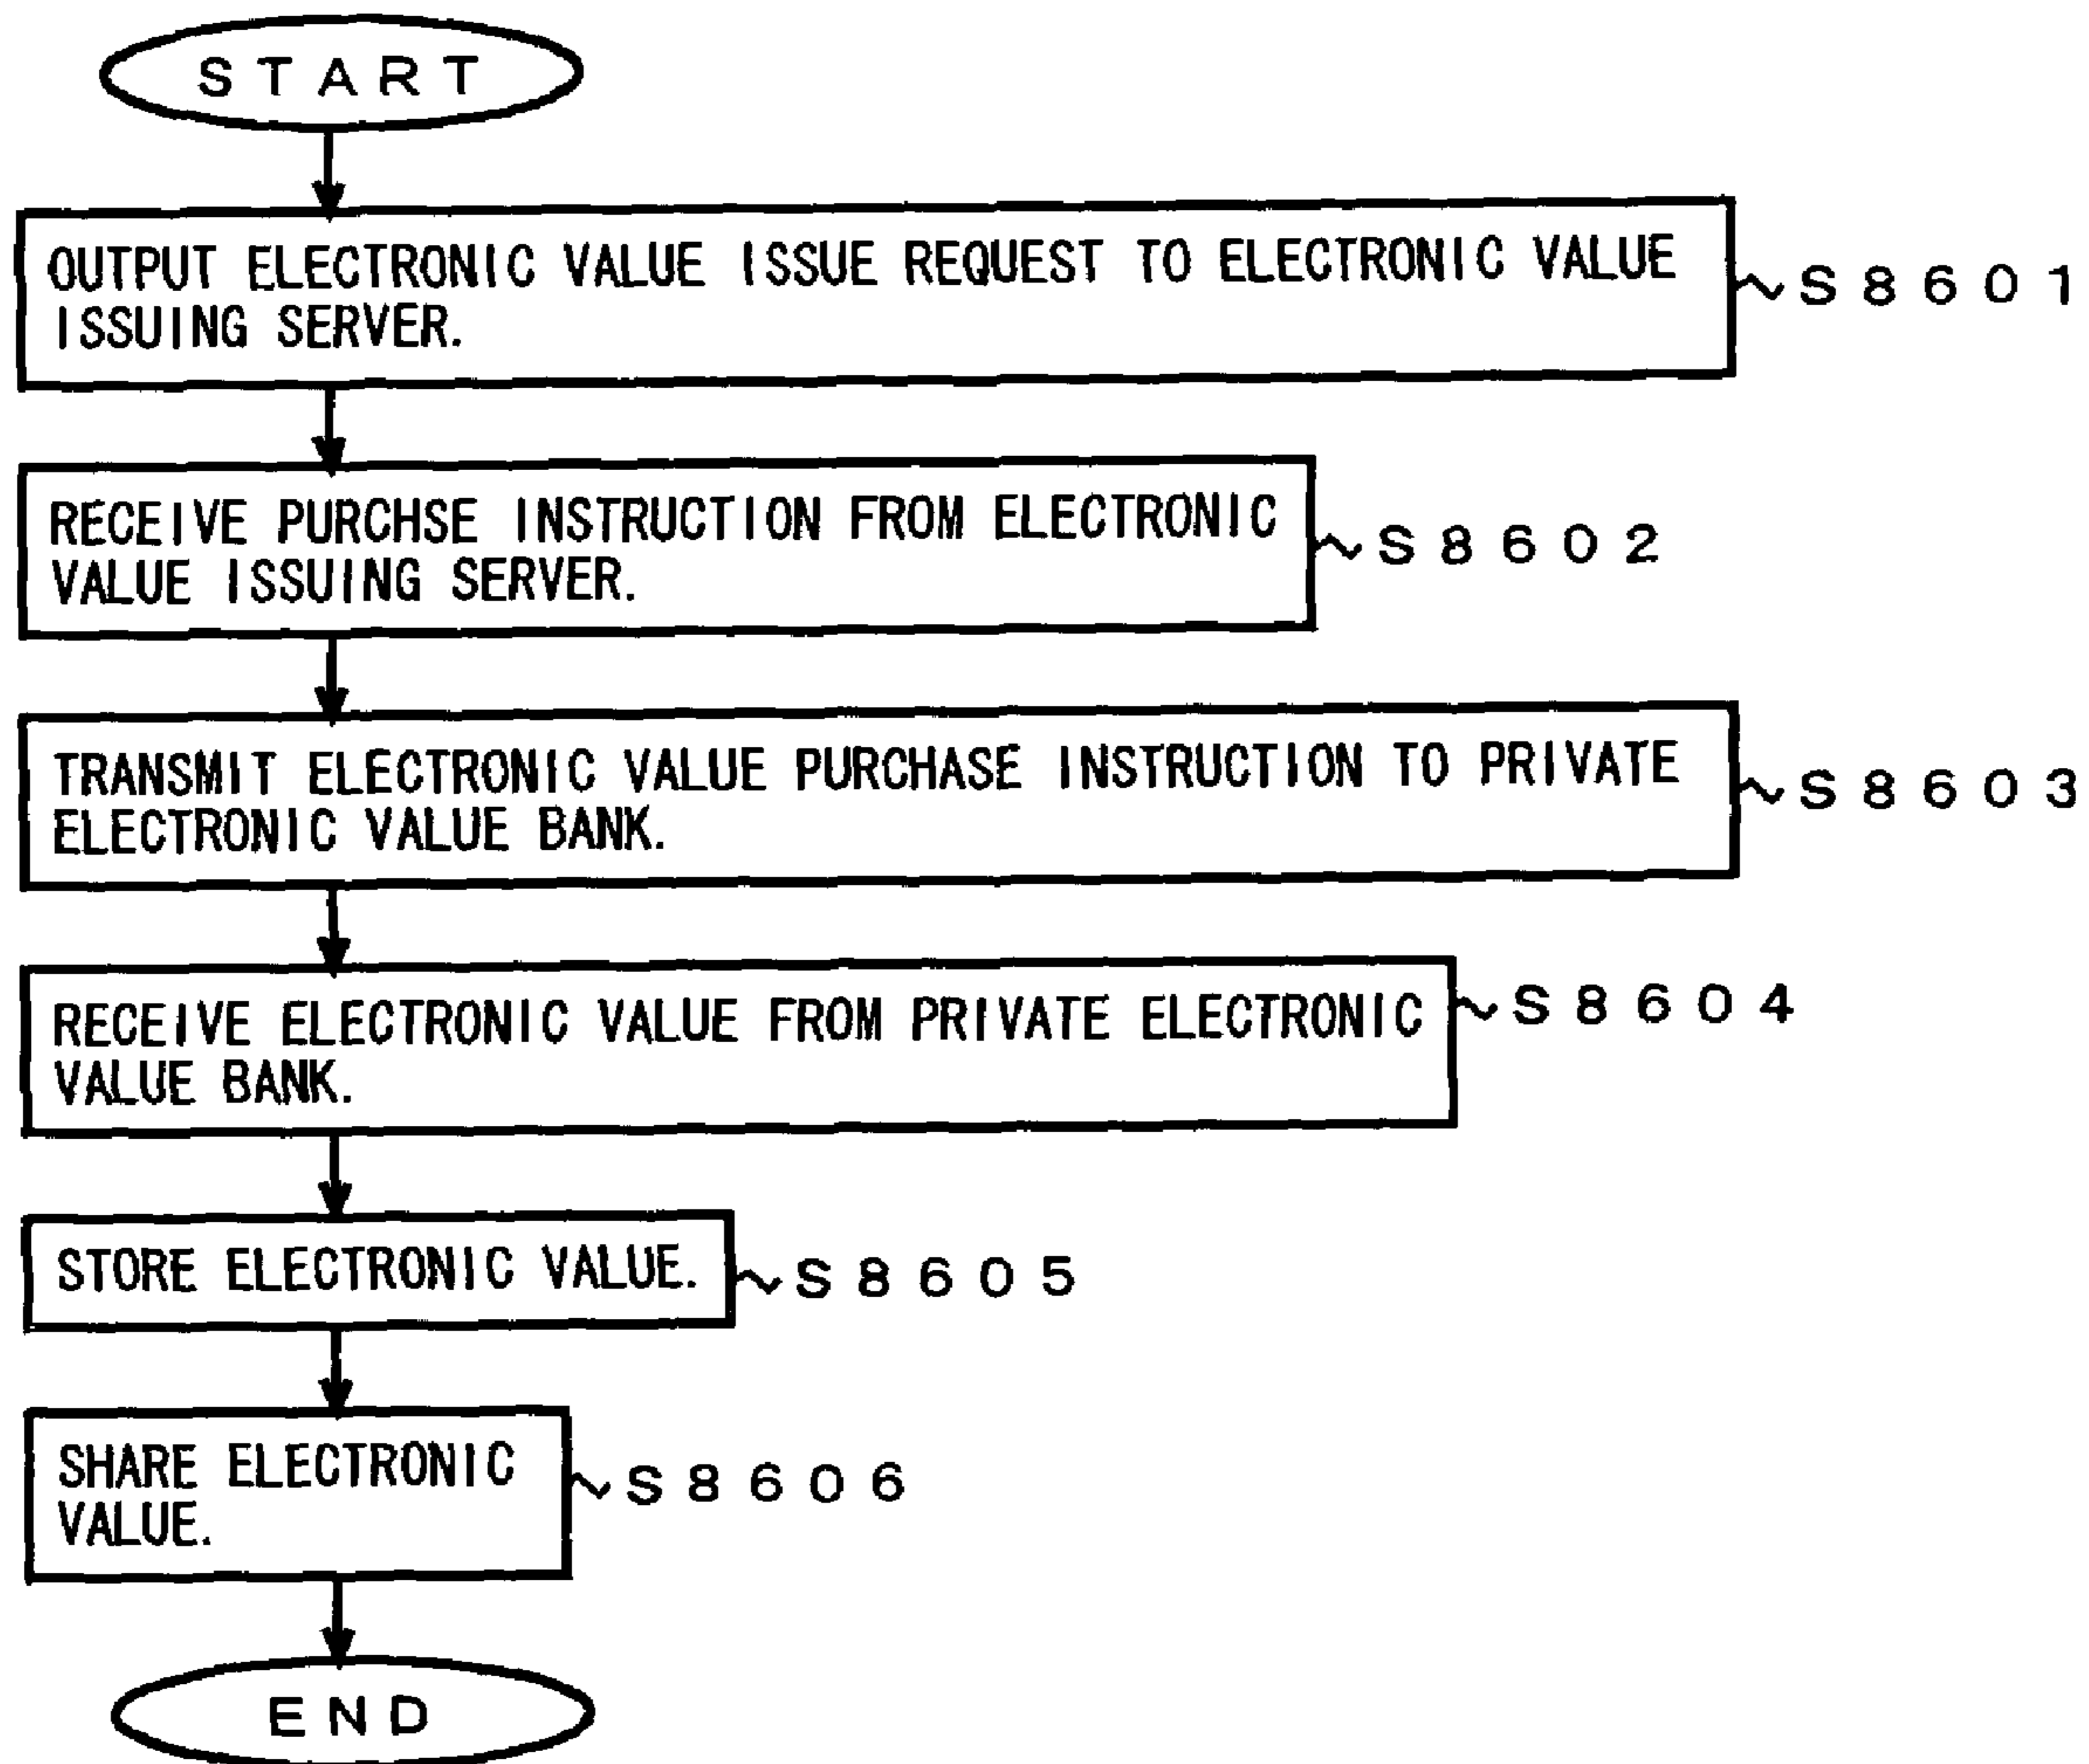 START
OUTPUT ELECTRONIC VALUE ISSUE REQUEST TO ELECTRONIC VALUE
ISSUING SERVER.
S8601
RECEIVE PURCHSE INSTRUCTION FROM ELECTRONIC
VALUE ISSUING SERVER.
S8602
TRANSMIT ELECTRONIC VALUE PURCHASE INSTRUCTION TO PRIVATE
ELECTRONIC VALUE BANK.
S8603
RECEIVE ELECTRONIC VALUE FROM PRIVATE ELECTRONIC
VALUE BANK.
S8604
STORE ELECTRONIC VALUE.
S8605
SHARE ELECTRONIC
VALUE.
S8606
END